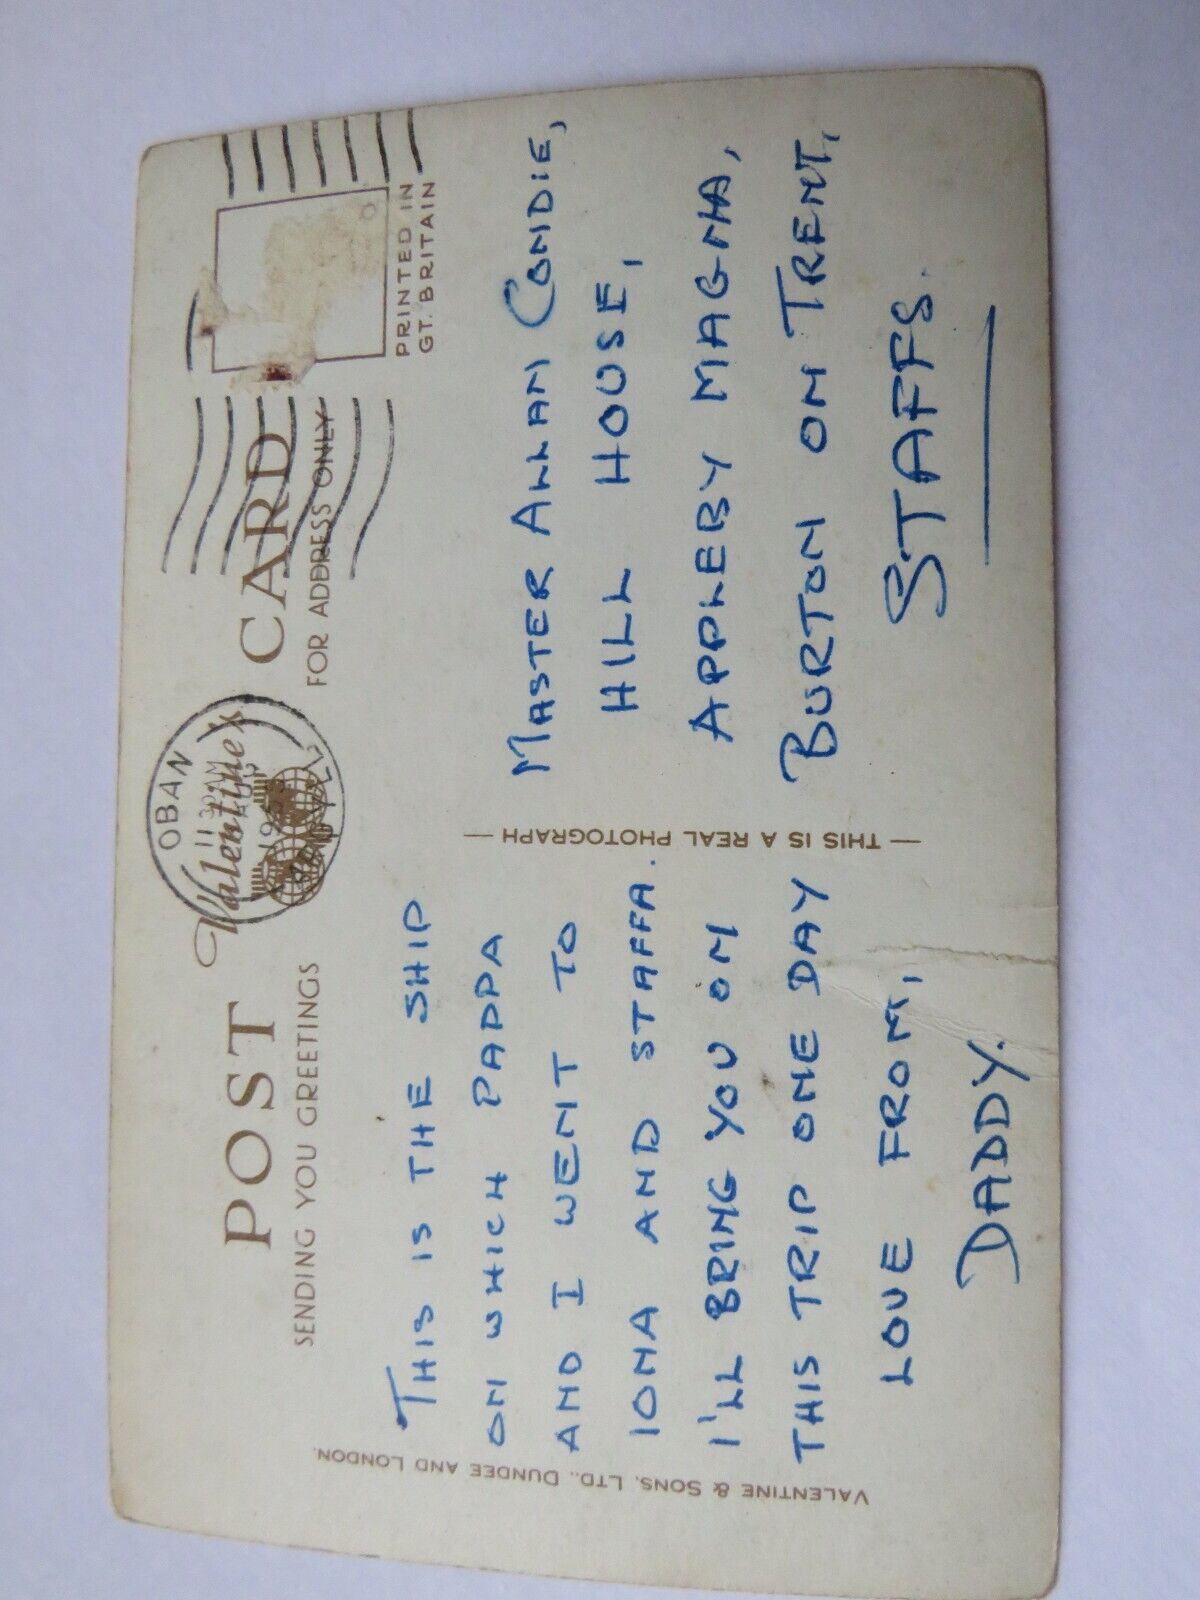 POST CARD
Valentine's
SENDING YOU GREETINGS
FOR ADDRESS ONLY
OBAN
1130AM
195
ARGYLL
PRINTED IN
GT. BRITAIN
THIS IS THE SHIP
ON WHICH PAPPA
AND I WENT TO
IONA AND STAFFA.
I'LL BRING YOU ON
THIS TRIP ONE DAY
LOVE FROM,
DADDY.
— THIS IS A REAL PHOTOGRAPH —
MASTER ALLAN CONDIE,
HILL HOUSE,
APPLEBY MAGNA,
BURTON ON TRENT,
STAFFS.
VALENTINE & SONS, LTD., DUNDEE AND LONDON.